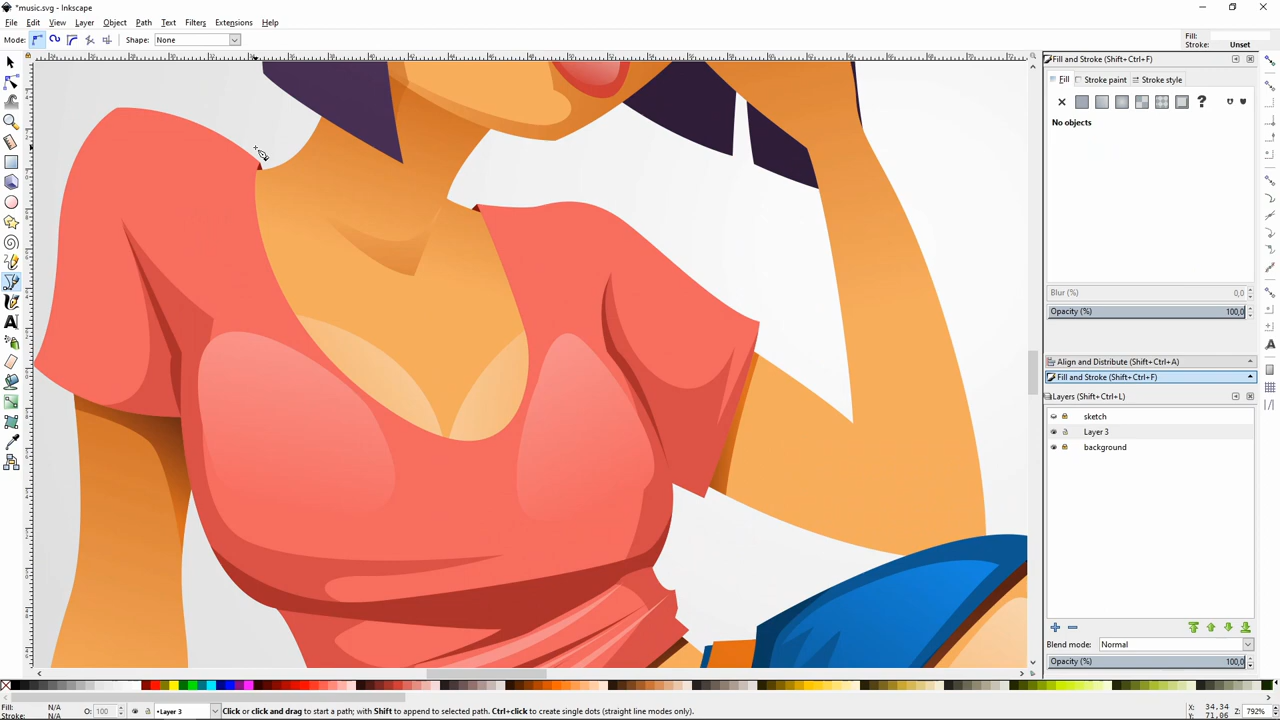 *music.svg - Inkscape
File Edit View Layer Object Path Text Filters Extensions Help
Mode: Shape: None
Fill:
Stroke: Unset
Fill and Stroke (Shift+Ctrl+F)
Fill Stroke paint Stroke style
No objects
Blur (%) 0,0
Opacity (%) 100,0
Align and Distribute (Shift+Ctrl+A)
Fill and Stroke (Shift+Ctrl+F)
Layers (Shift+Ctrl+L)
sketch
Layer 3
background
Blend mode: Normal
Opacity (%) 100,0
Fill: N/A
Stroke: N/A
O: 100
•Layer 3
Click or click and drag to start a path; with Shift to append to selected path. Ctrl+click to create single dots (straight line modes only).
X: 34,34
Y: 71,06
Z: 792%